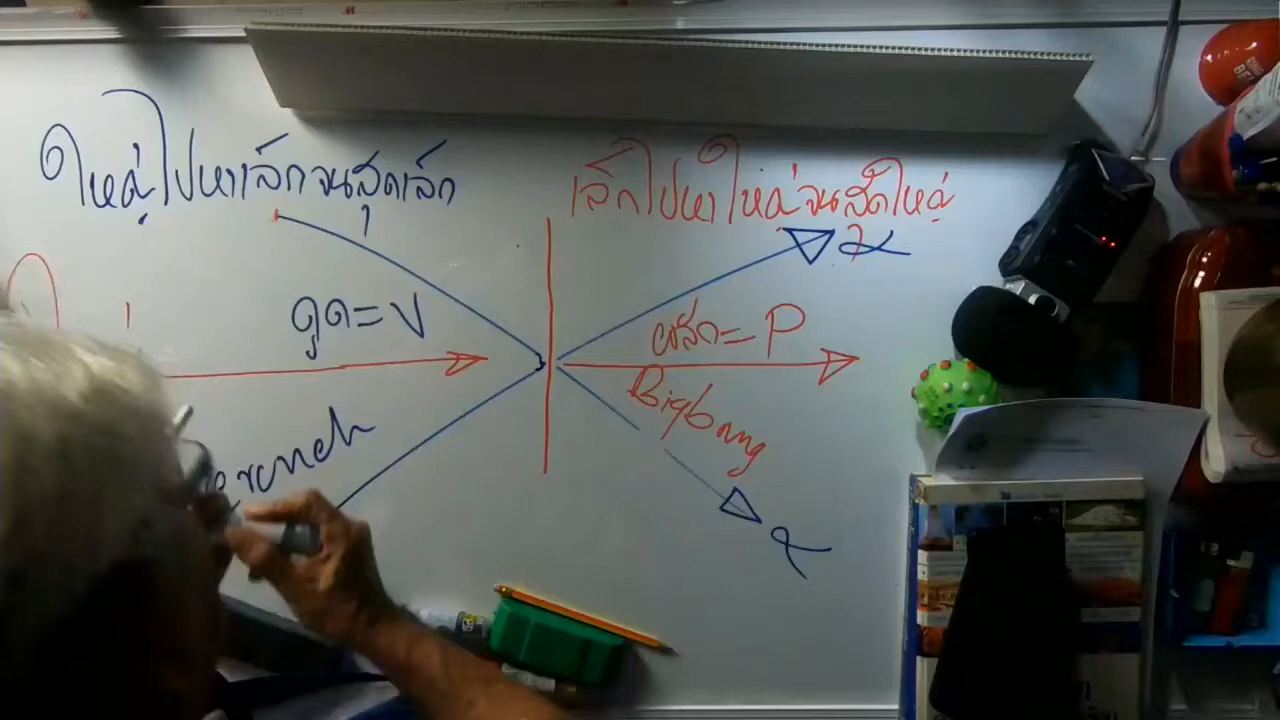 ใหญ่ไปหาเล็กจนสุดเล็ก
เล็กไปหาใหญ่จนสุดใหญ่
ดูด=V
ผลัก=P
Bigbang
crunch